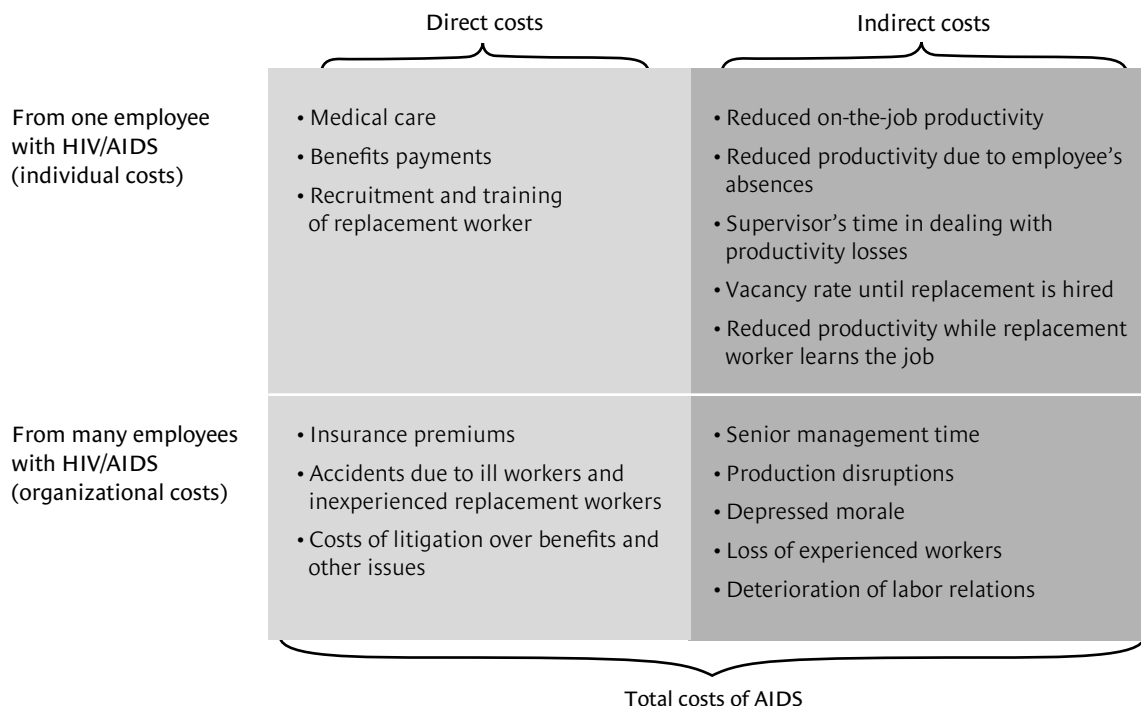 Direct costs
Indirect costs
From one employee
with HIV/AIDS
(individual costs)
• Medical care
• Benefits payments
• Recruitment and training
of replacement worker
• Reduced on-the-job productivity
• Reduced productivity due to employee’s
absences
• Supervisor’s time in dealing with
productivity losses
• Vacancy rate until replacement is hired
• Reduced productivity while replacement
worker learns the job
From many employees
with HIV/AIDS
(organizational costs)
• Insurance premiums
• Accidents due to ill workers and
inexperienced replacement workers
• Costs of litigation over benefits and
other issues
• Senior management time
• Production disruptions
• Depressed morale
• Loss of experienced workers
• Deterioration of labor relations
Total costs of AIDS